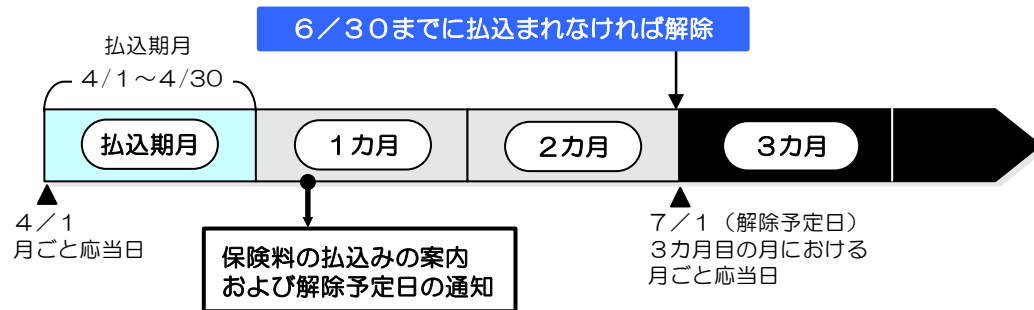 ６／３０までに払込まれなければ解除
払込期月
４/１～４/３０
払込期月
１カ月
２カ月
３カ月
４／１
月ごと応当日
保険料の払込みの案内
および解除予定日の通知
７／１（解除予定日）
３カ月目の月における
月ごと応当日